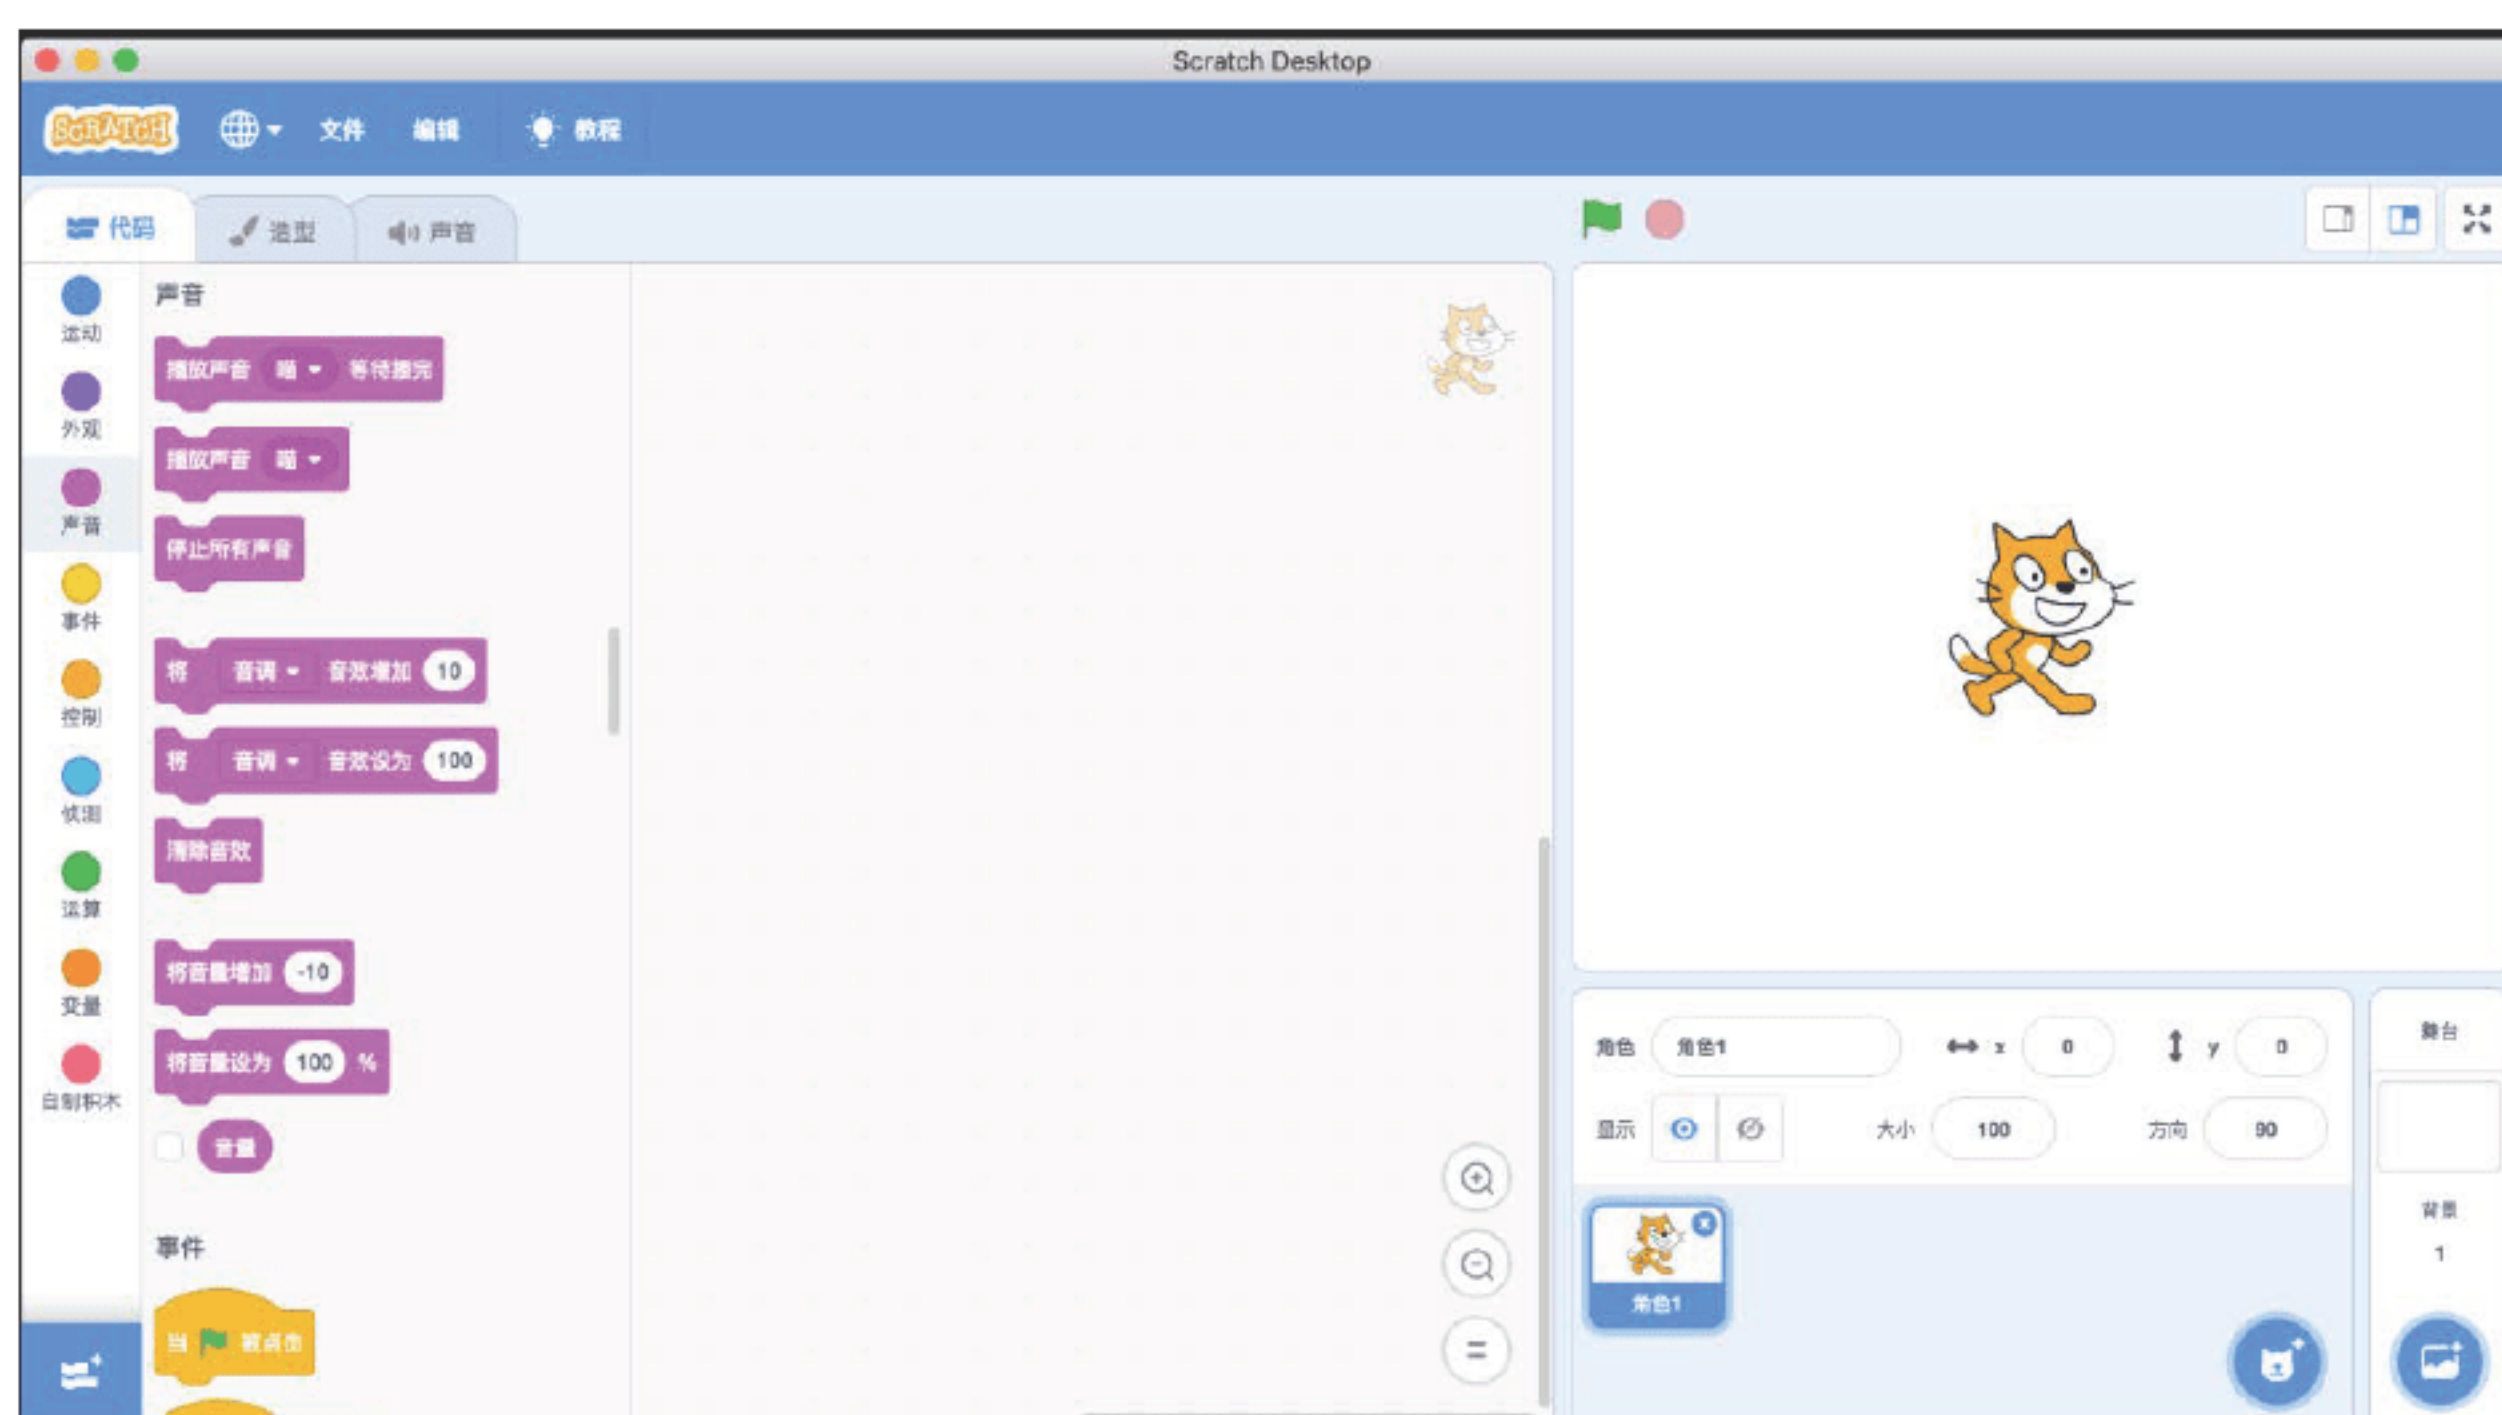 Scratch Desktop
SCRATCH 文件 编辑 教程
代码 造型 声音
运动
外观
声音
事件
控制
侦测
运算
变量
自制积木
声音
播放声音 喵 等待播完
播放声音 喵
停止所有声音
将 音调 音效增加 10
将 音调 音效设为 100
清除音效
将音量增加 -10
将音量设为 100 %
音量
事件
当 被点击
角色 角色1 x 0 y 0
显示 大小 100 方向 90
角色1
舞台
背景
1